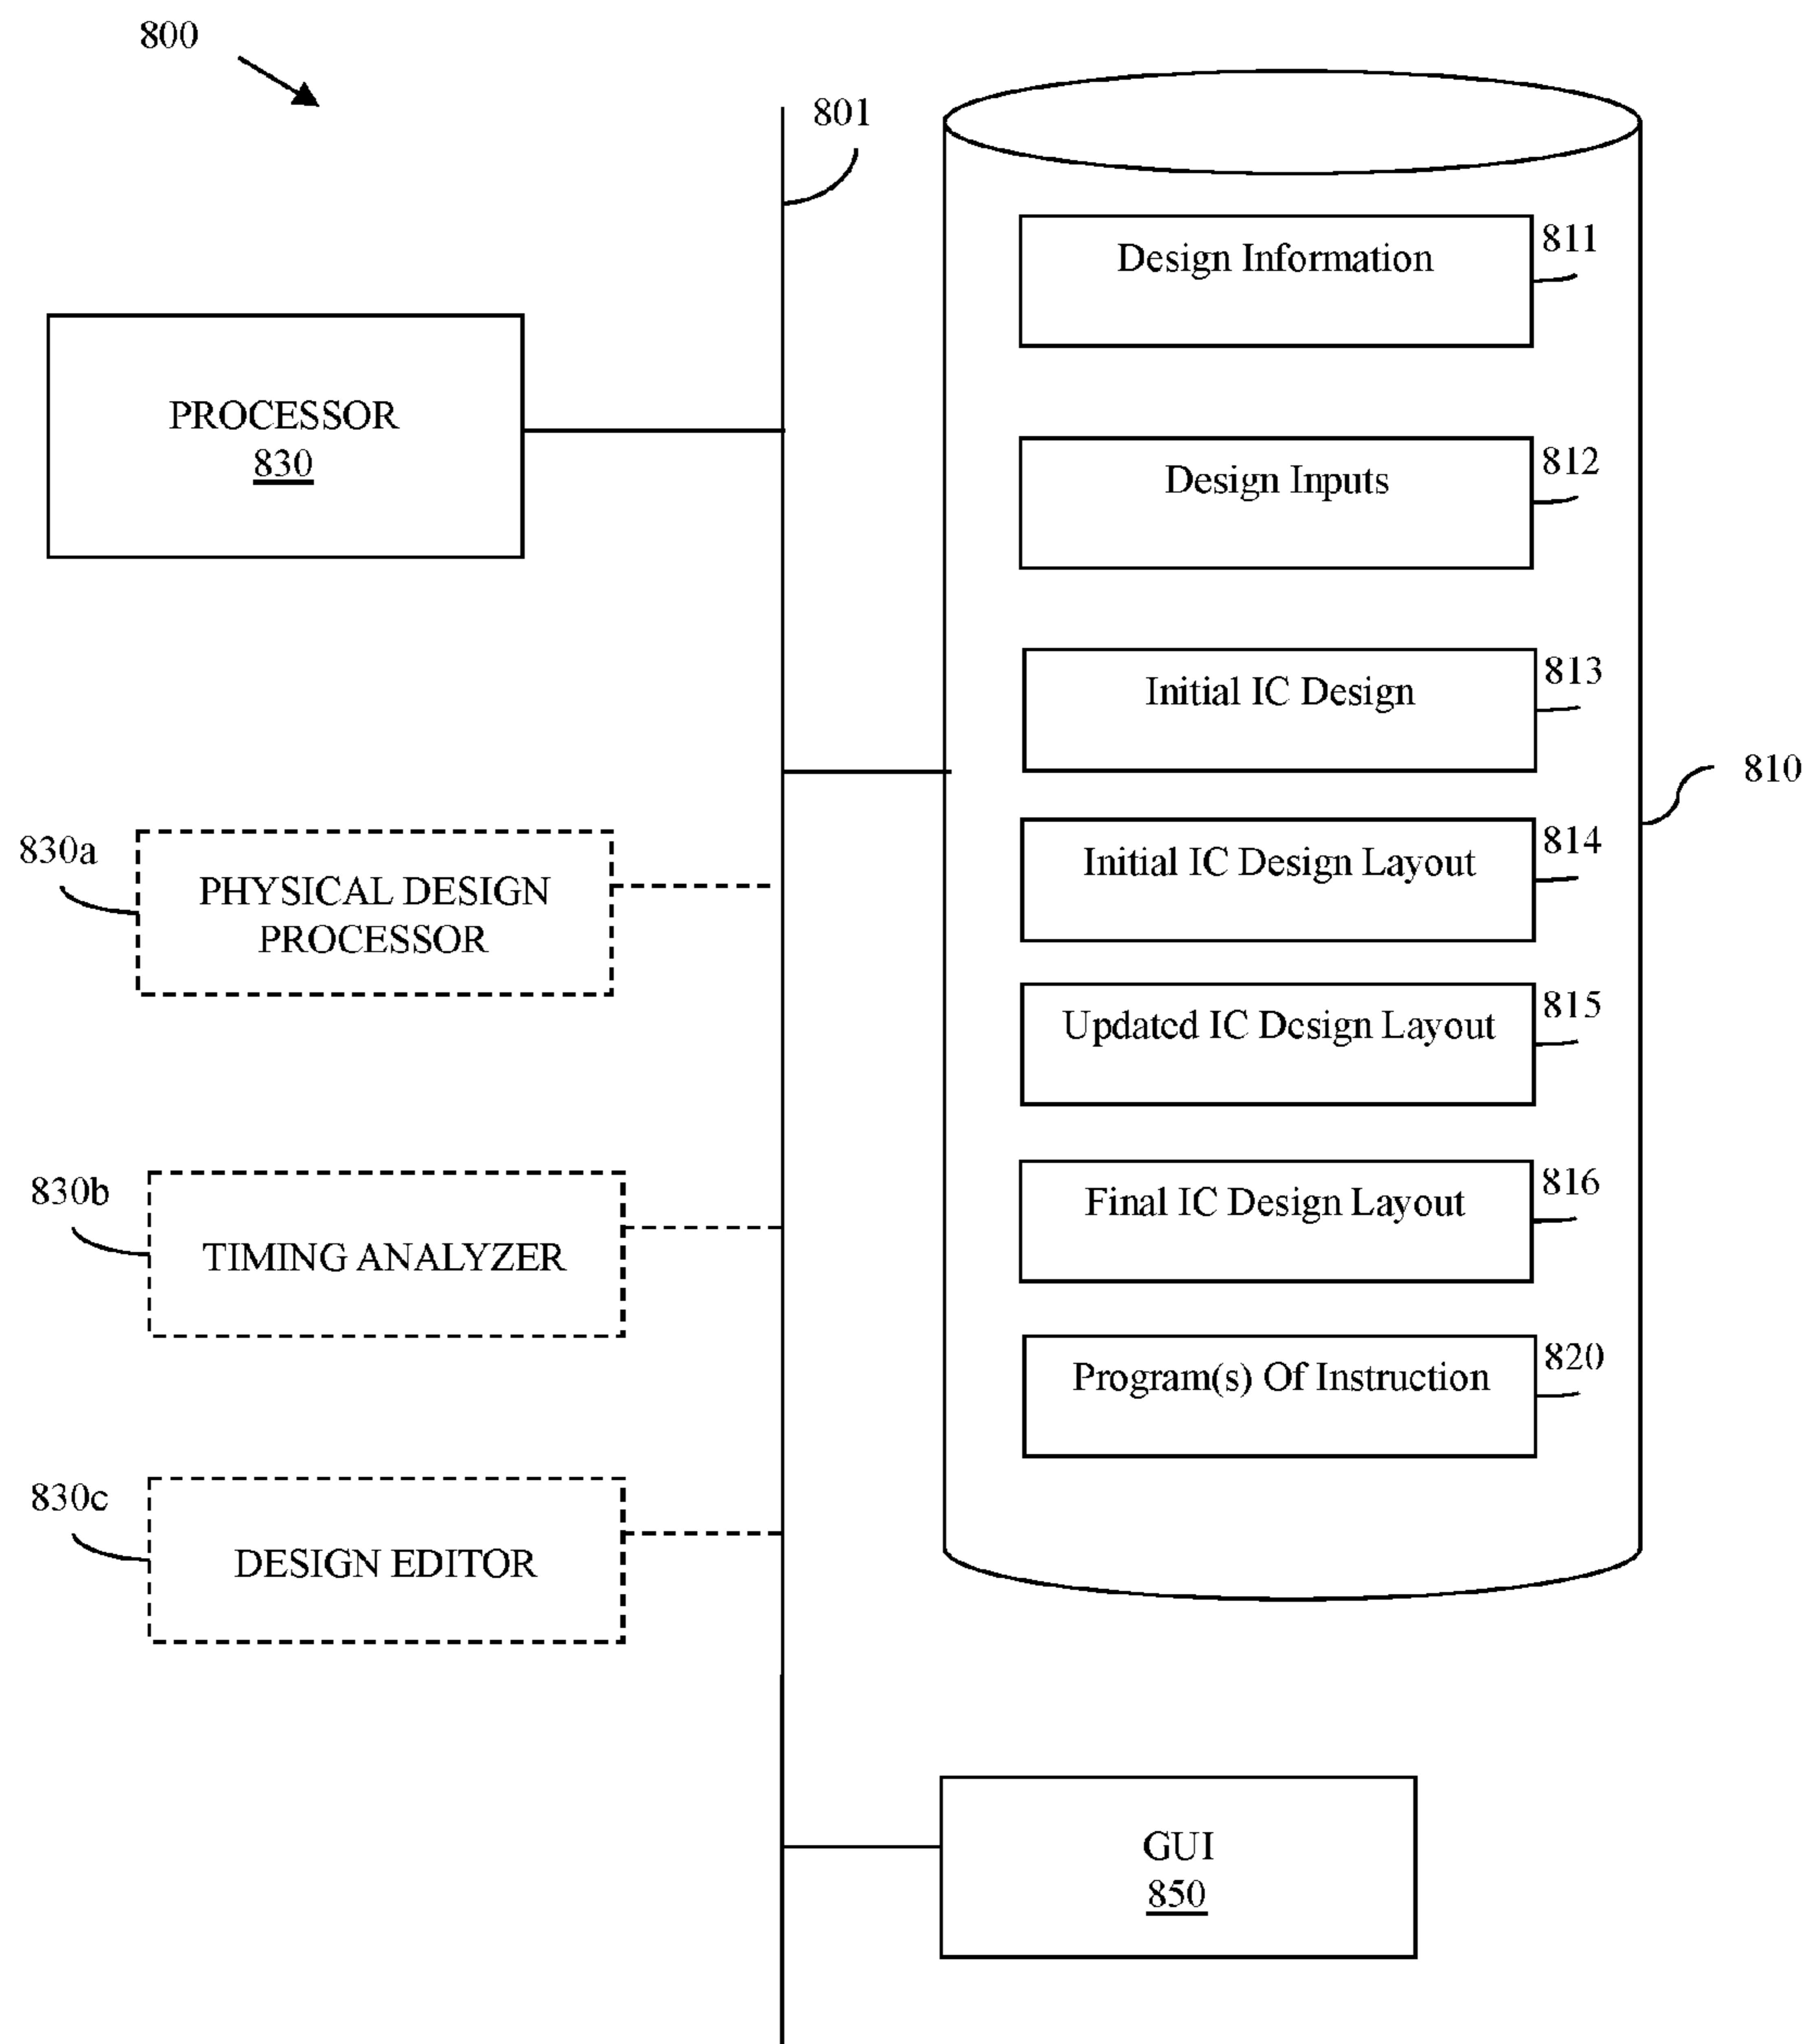 800
801
Design Information
811
PROCESSOR
830
Design Inputs
812
Initial IC Design
813
810
Initial IC Design Layout
814
830a
PHYSICAL DESIGN
PROCESSOR
Updated IC Design Layout
815
830b
TIMING ANALYZER
Final IC Design Layout
816
Program(s) Of Instruction
820
830c
DESIGN EDITOR
GUI
850